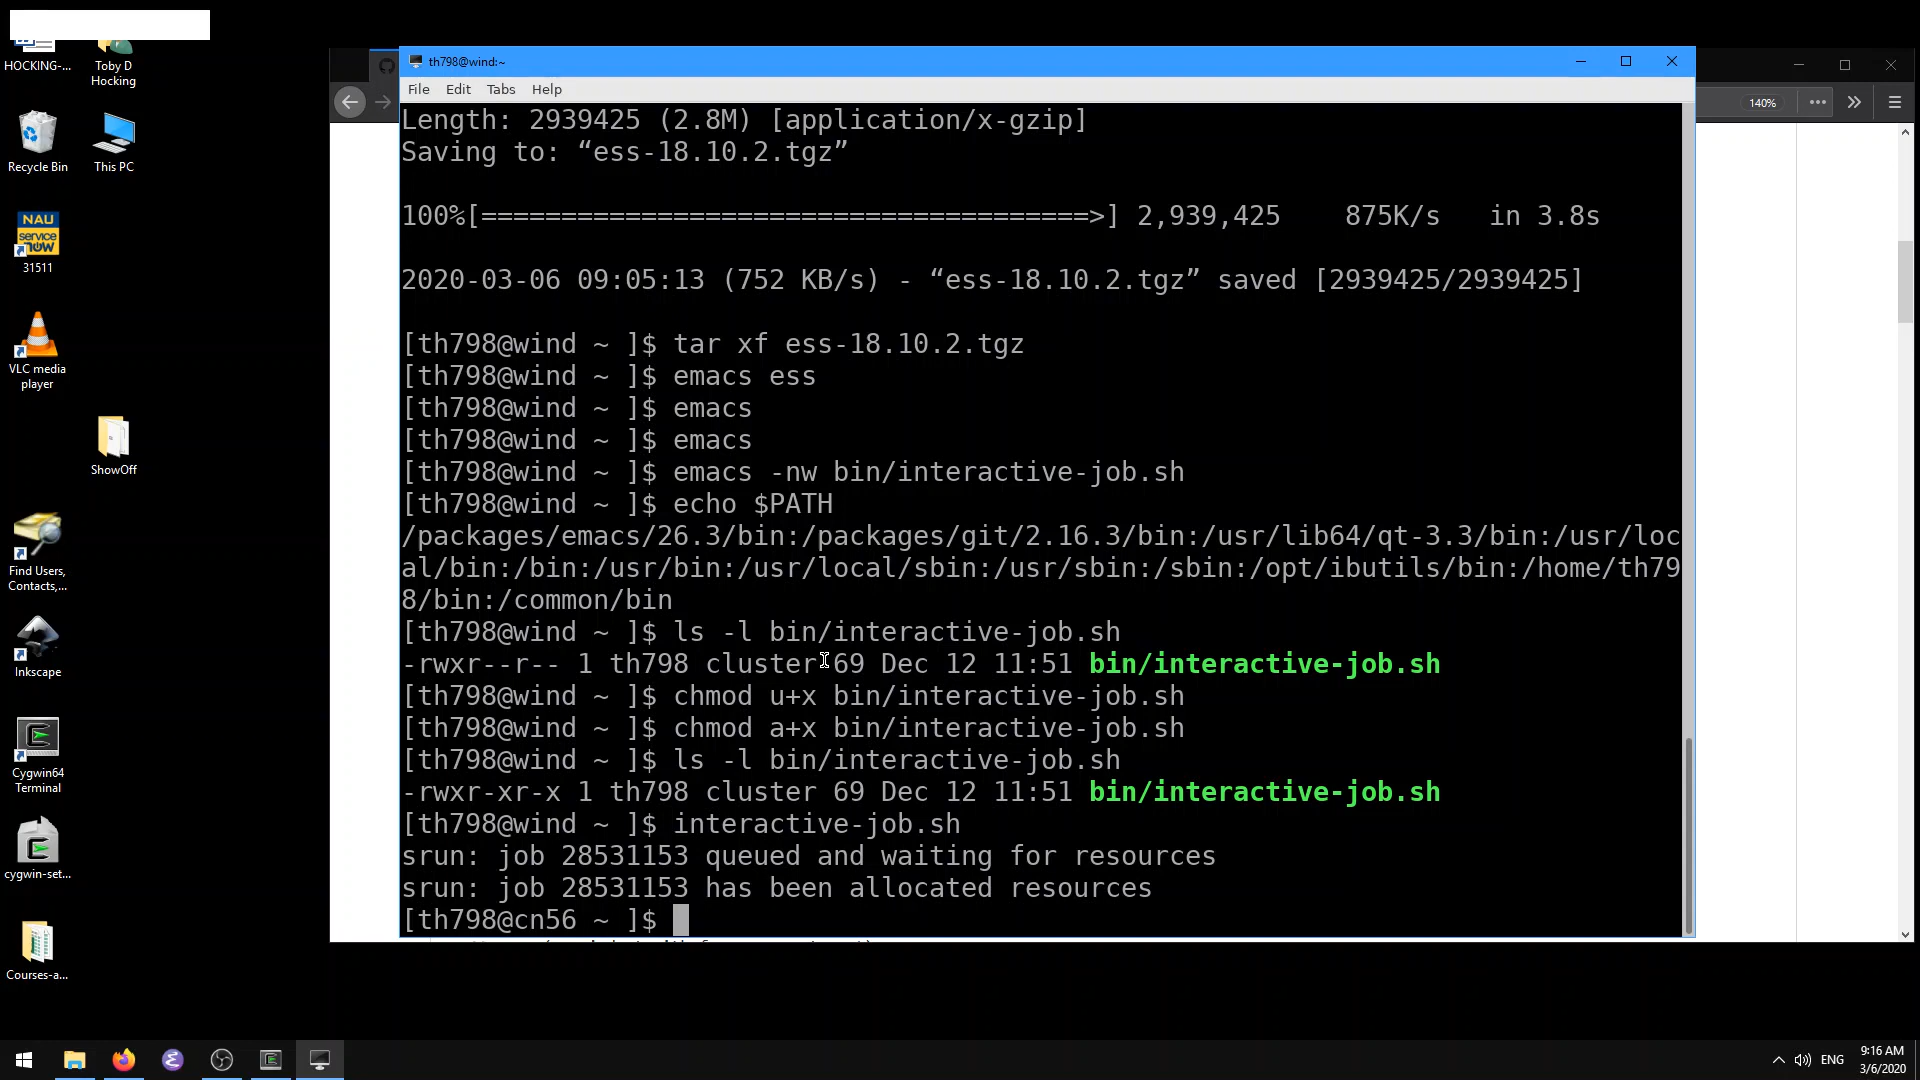 HOCKING-...
Toby D
Hocking
Recycle Bin
This PC
NAU
service
now
31511
VLC media
player
ShowOff
Find Users,
Contacts,...
Inkscape
Cygwin64
Terminal
cygwin-set...
Courses-a...
th798@wind:~
File Edit Tabs Help
140%
Length: 2939425 (2.8M) [application/x-gzip]
Saving to: “ess-18.10.2.tgz”
100%[======================================>] 2,939,425 875K/s in 3.8s
2020-03-06 09:05:13 (752 KB/s) - “ess-18.10.2.tgz” saved [2939425/2939425]
[th798@wind ~ ]$ tar xf ess-18.10.2.tgz
[th798@wind ~ ]$ emacs ess
[th798@wind ~ ]$ emacs
[th798@wind ~ ]$ emacs
[th798@wind ~ ]$ emacs -nw bin/interactive-job.sh
[th798@wind ~ ]$ echo $PATH
/packages/emacs/26.3/bin:/packages/git/2.16.3/bin:/usr/lib64/qt-3.3/bin:/usr/loc
al/bin:/bin:/usr/bin:/usr/local/sbin:/usr/sbin:/sbin:/opt/ibutils/bin:/home/th79
8/bin:/common/bin
[th798@wind ~ ]$ ls -l bin/interactive-job.sh
-rwxr--r-- 1 th798 cluster 69 Dec 12 11:51 bin/interactive-job.sh
[th798@wind ~ ]$ chmod u+x bin/interactive-job.sh
[th798@wind ~ ]$ chmod a+x bin/interactive-job.sh
[th798@wind ~ ]$ ls -l bin/interactive-job.sh
-rwxr-xr-x 1 th798 cluster 69 Dec 12 11:51 bin/interactive-job.sh
[th798@wind ~ ]$ interactive-job.sh
srun: job 28531153 queued and waiting for resources
srun: job 28531153 has been allocated resources
[th798@cn56 ~ ]$
ENG
9:16 AM
3/6/2020